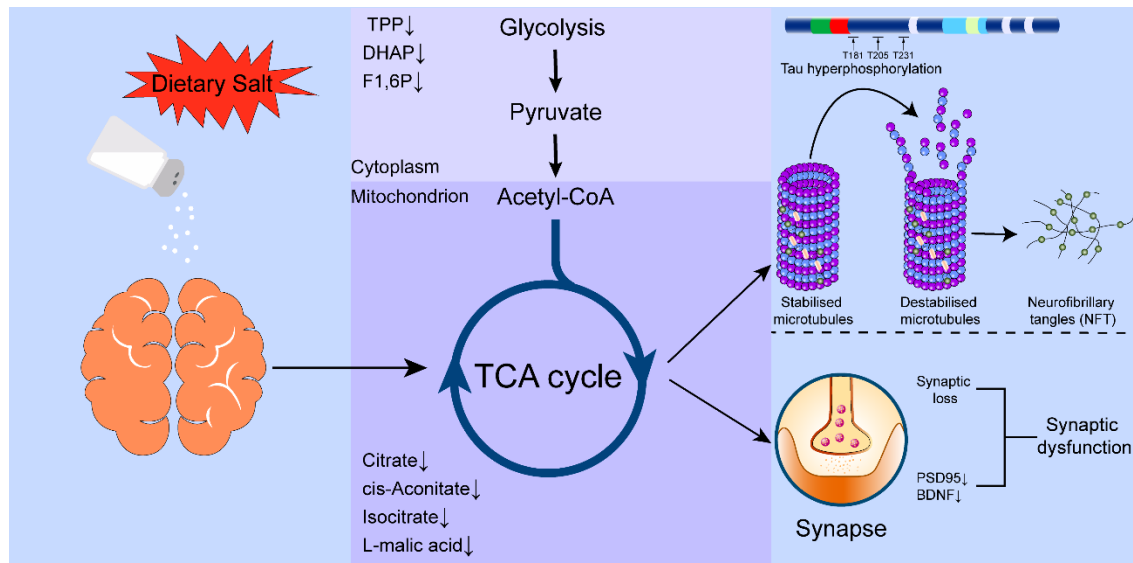 Dietary Salt
TPP↓
DHAP↓
F1,6P↓
Glycolysis
Pyruvate
Cytoplasm
Mitochondrion
Acetyl-CoA
TCA cycle
Citrate↓
cis-Aconitate↓
Isocitrate↓
L-malic acid↓
T181 T205 T231
Tau hyperphosphorylation
Stabilised
microtubules
Destabilised
microtubules
Neurofibrillary
tangles (NFT)
Synapse
Synaptic
loss
PSD95↓
BDNF↓
Synaptic
dysfunction